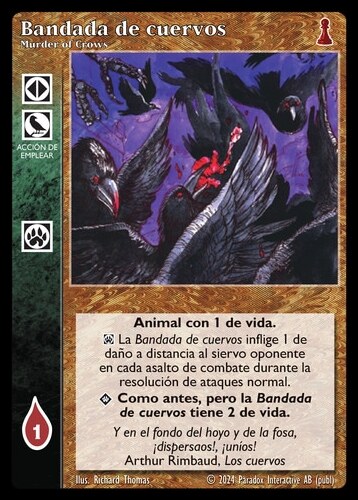 Bandada de cuervos
Murder of Crows
ACCIÓN DE
EMPLEAR
Animal con 1 de vida.
La Bandada de cuervos inflige 1 de
daño a distancia al siervo oponente
en cada asalto de combate durante la
resolución de ataques normal.
Como antes, pero la Bandada
de cuervos tiene 2 de vida.
Y en el fondo del hoyo y de la fosa,
¡dispersaos!, ¡uníos!
Arthur Rimbaud, Los cuervos
1
Ilus. Richard Thomas
© 2024 Paradox Interactive AB (publ)